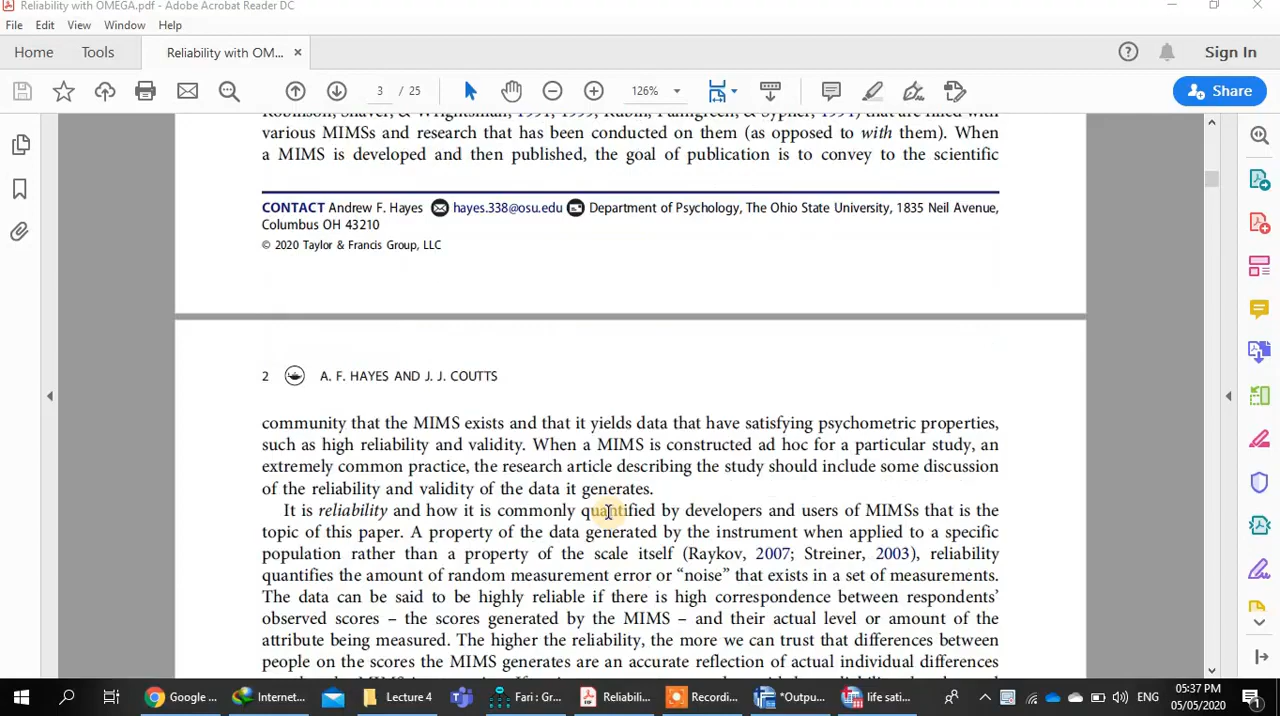 Reliability with OMEGA.pdf - Adobe Acrobat Reader DC
File Edit View Window Help
Home Tools Reliability with OM... × Sign In
3 / 25 126% Share
various MIMSs and research that has been conducted on them (as opposed to with them). When
a MIMS is developed and then published, the goal of publication is to convey to the scientific
CONTACT Andrew F. Hayes hayes.338@osu.edu Department of Psychology, The Ohio State University, 1835 Neil Avenue,
Columbus OH 43210
© 2020 Taylor & Francis Group, LLC
2 A. F. HAYES AND J. J. COUTTS
community that the MIMS exists and that it yields data that have satisfying psychometric properties,
such as high reliability and validity. When a MIMS is constructed ad hoc for a particular study, an
extremely common practice, the research article describing the study should include some discussion
of the reliability and validity of the data it generates.
It is reliability and how it is commonly quantified by developers and users of MIMSs that is the
topic of this paper. A property of the data generated by the instrument when applied to a specific
population rather than a property of the scale itself (Raykov, 2007; Streiner, 2003), reliability
quantifies the amount of random measurement error or “noise” that exists in a set of measurements.
The data can be said to be highly reliable if there is high correspondence between respondents’
observed scores – the scores generated by the MIMS – and their actual level or amount of the
attribute being measured. The higher the reliability, the more we can trust that differences between
people on the scores the MIMS generates are an accurate reflection of actual individual differences
Google ... Internet... Lecture 4 Fari : Gr... Reliabili... Recordi... *Outpu... life sati... ENG 05:37 PM
05/05/2020